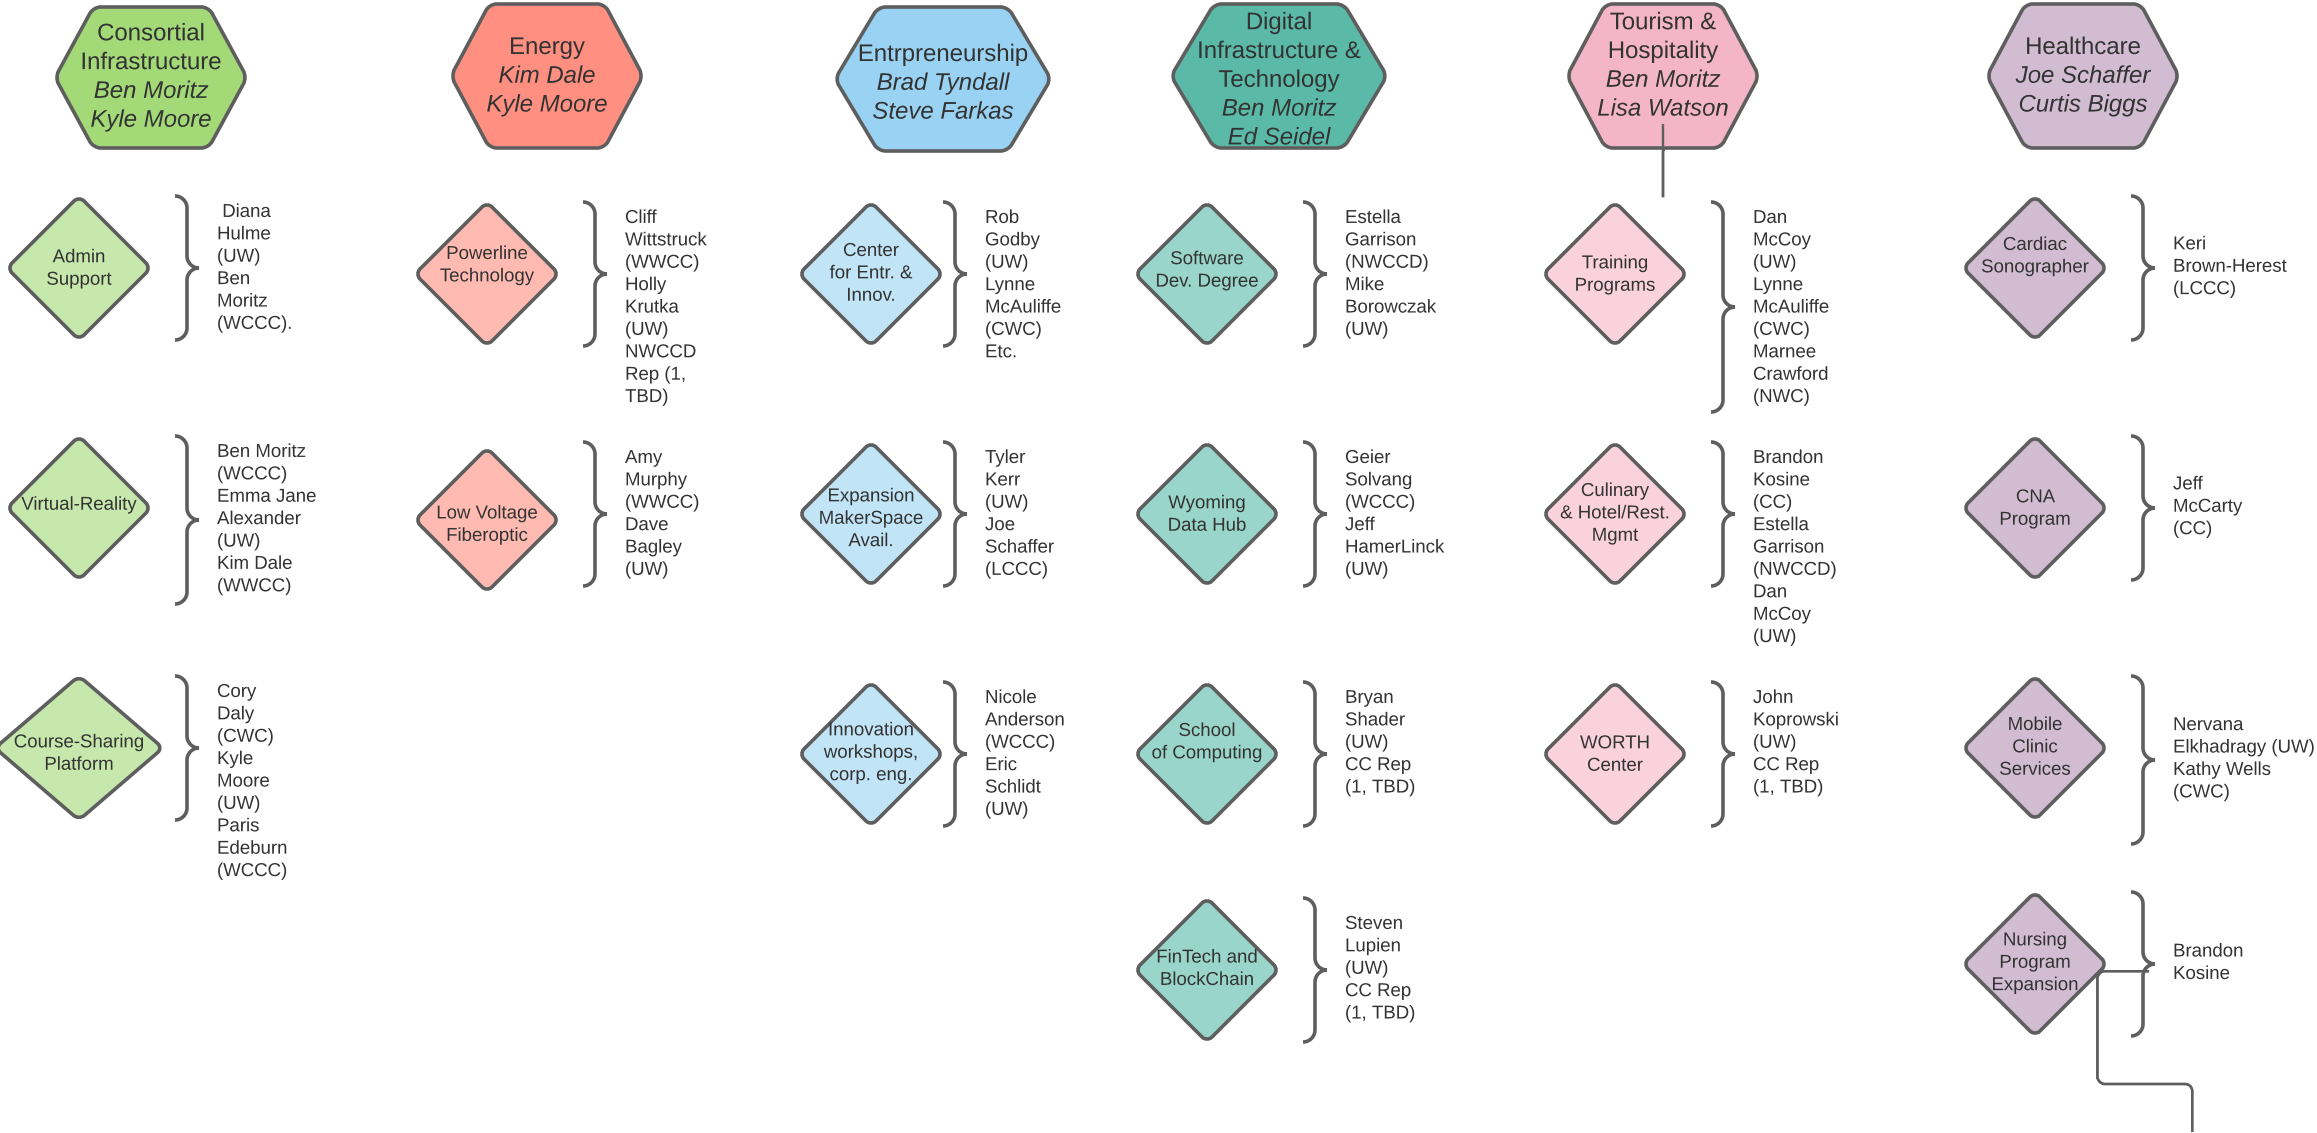 Consortial
Infrastructure
Ben Moritz
Kyle Moore
Admin
Support
Diana
Hulme
(UW)
Ben
Moritz
(WCCC).
Virtual-Reality
Ben Moritz
(WCCC)
Emma Jane
Alexander
(UW)
Kim Dale
(WWCC)
Course-Sharing
Platform
Cory
Daly
(CWC)
Kyle
Moore
(UW)
Paris
Edeburn
(WCCC)
Energy
Kim Dale
Kyle Moore
Powerline
Technology
Cliff
Wittstruck
(WWCC)
Holly
Krutka
(UW)
NWCCD
Rep (1,
TBD)
Low Voltage
Fiberoptic
Amy
Murphy
(WWCC)
Dave
Bagley
(UW)
Entrpreneurship
Brad Tyndall
Steve Farkas
Center
for Entr. &
Innov.
Rob
Godby
(UW)
Lynne
McAuliffe
(CWC)
Etc.
Expansion
MakerSpace
Avail.
Tyler
Kerr
(UW)
Joe
Schaffer
(LCCC)
Innovation
workshops,
corp. eng.
Nicole
Anderson
(WCCC)
Eric
Schlidt
(UW)
Digital
Infrastructure &
Technology
Ben Moritz
Ed Seidel
Software
Dev. Degree
Estella
Garrison
(NWCCD)
Mike
Borowczak
(UW)
Wyoming
Data Hub
Geier
Solvang
(WCCC)
Jeff
HamerLinck
(UW)
School
of Computing
Bryan
Shader
(UW)
CC Rep
(1, TBD)
FinTech and
BlockChain
Steven
Lupien
(UW)
CC Rep
(1, TBD)
Tourism &
Hospitality
Ben Moritz
Lisa Watson
Training
Programs
Dan
McCoy
(UW)
Lynne
McAuliffe
(CWC)
Marnee
Crawford
(NWC)
Culinary
& Hotel/Rest.
Mgmt
Brandon
Kosine
(CC)
Estella
Garrison
(NWCCD)
Dan
McCoy
(UW)
WORTH
Center
John
Koprowski
(UW)
CC Rep
(1, TBD)
Healthcare
Joe Schaffer
Curtis Biggs
Cardiac
Sonographer
Keri
Brown-Herest
(LCCC)
CNA
Program
Jeff
McCarty
(CC)
Mobile
Clinic
Services
Nervana
Elkhadragy (UW)
Kathy Wells
(CWC)
Nursing
Program
Expansion
Brandon
Kosine